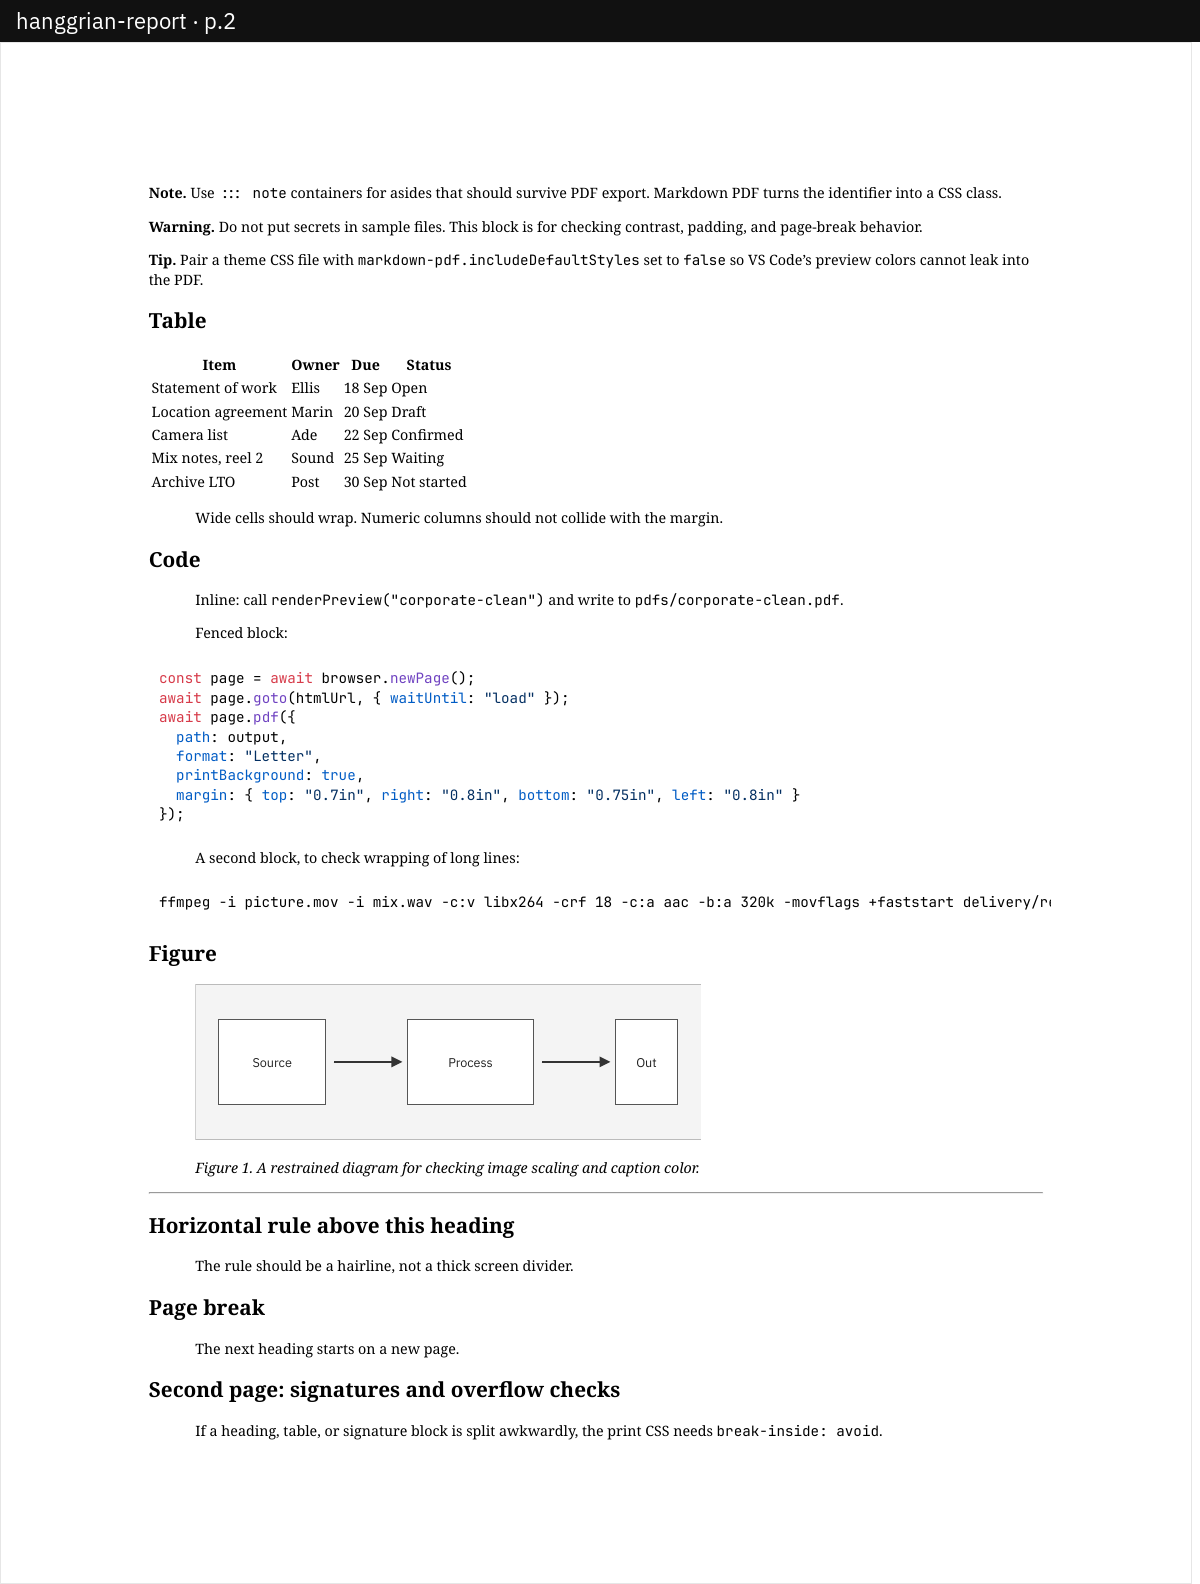 hanggrian-report · p.2
Note. Use ::: note containers for asides that should survive PDF export. Markdown PDF turns the identifier into a CSS class.
Warning. Do not put secrets in sample files. This block is for checking contrast, padding, and page-break behavior.
Tip. Pair a theme CSS file with markdown-pdf.includeDefaultStyles set to false so VS Code’s preview colors cannot leak into
the PDF.
Table
Item Owner Due Status
Statement of work Ellis 18 Sep Open
Location agreement Marin 20 Sep Draft
Camera list Ade 22 Sep Confirmed
Mix notes, reel 2 Sound 25 Sep Waiting
Archive LTO Post 30 Sep Not started
Wide cells should wrap. Numeric columns should not collide with the margin.
Code
Inline: call renderPreview("corporate-clean") and write to pdfs/corporate-clean.pdf.
Fenced block:
const page = await browser.newPage();
await page.goto(htmlUrl, { waitUntil: "load" });
await page.pdf({
  path: output,
  format: "Letter",
  printBackground: true,
  margin: { top: "0.7in", right: "0.8in", bottom: "0.75in", left: "0.8in" }
});
A second block, to check wrapping of long lines:
ffmpeg -i picture.mov -i mix.wav -c:v libx264 -crf 18 -c:a aac -b:a 320k -movflags +faststart
Figure
Source Process Out
Figure 1. A restrained diagram for checking image scaling and caption color.
Horizontal rule above this heading
The rule should be a hairline, not a thick screen divider.
Page break
The next heading starts on a new page.
Second page: signatures and overflow checks
If a heading, table, or signature block is split awkwardly, the print CSS needs break-inside: avoid.